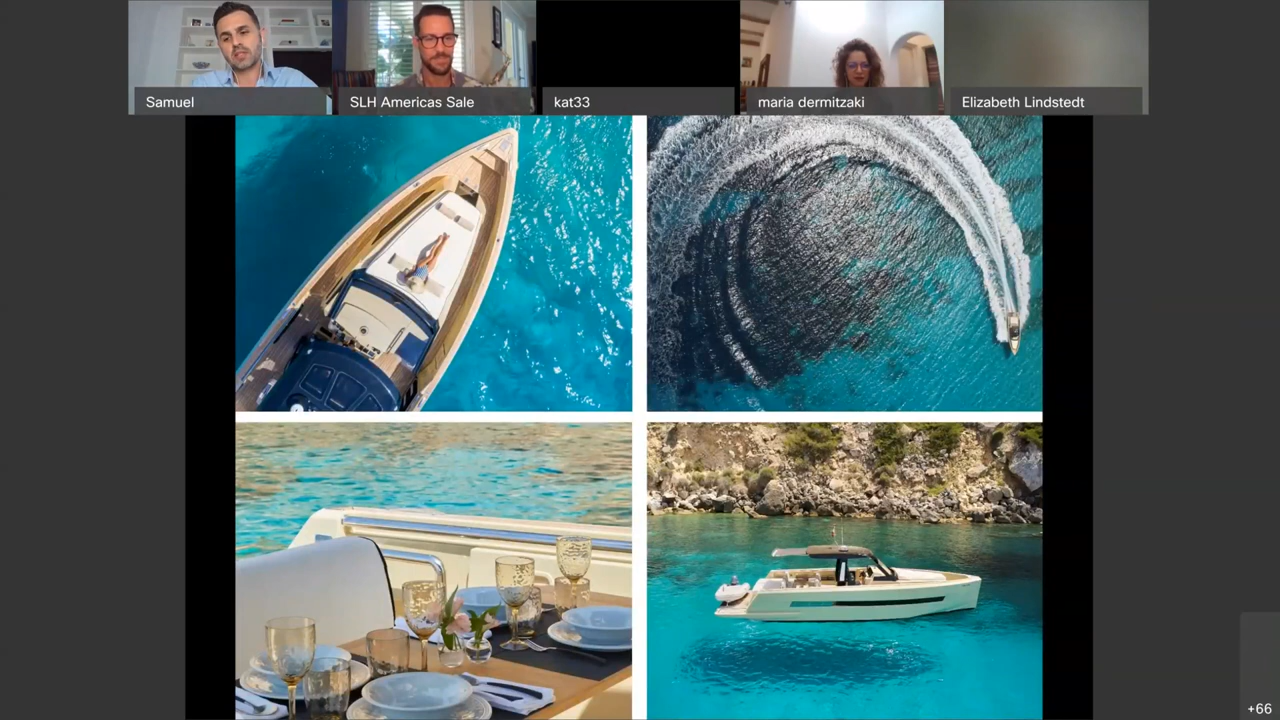 Samuel
SLH Americas Sale
kat33
maria dermitzaki
Elizabeth Lindstedt
+66